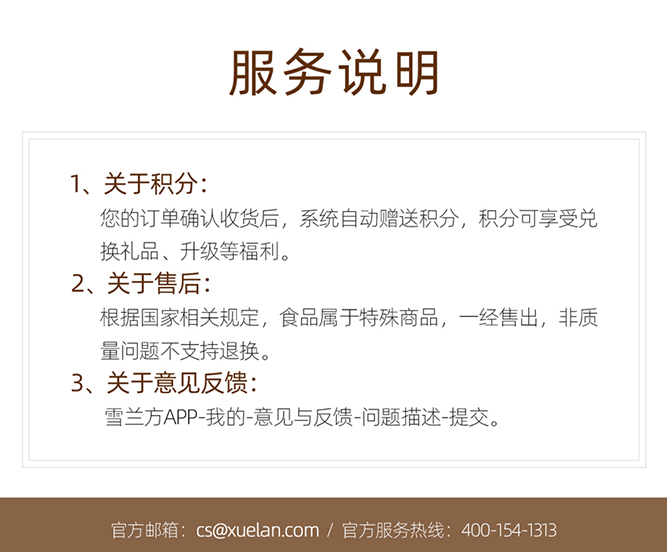 服务说明
1、关于积分：
您的订单确认收货后，系统自动赠送积分，积分可享受兑
换礼品、升级等福利。
2、关于售后：
根据国家相关规定，食品属于特殊商品，一经售出，非质
量问题不支持退换。
3、关于意见反馈：
雪兰方APP-我的-意见与反馈-问题描述-提交。
官方邮箱：cs@xuelan.com / 官方服务热线：400-154-1313